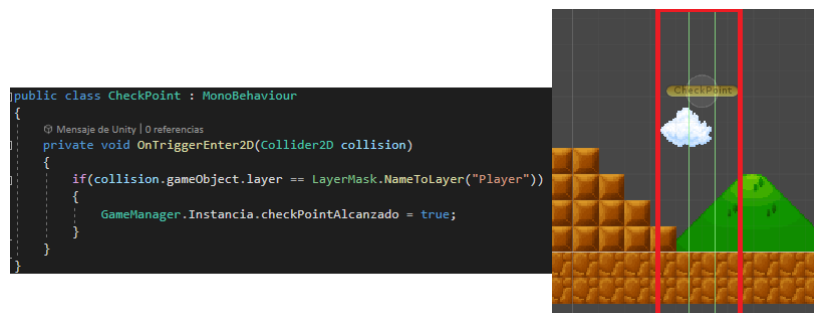 public class CheckPoint : MonoBehaviour
{
Mensaje de Unity | 0 referencias
private void OnTriggerEnter2D(Collider2D collision)
{
if(collision.gameObject.layer == LayerMask.NameToLayer("Player"))
{
GameManager.Instancia.checkPointAlcanzado = true;
}
}
}
CheckPoint